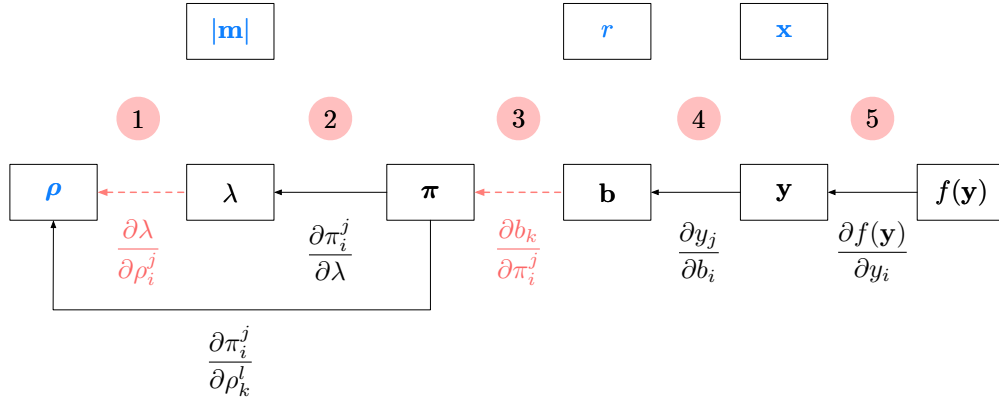 |𝐦| r 𝐱
1 2 3 4 5
𝝆 λ 𝝅 𝐛 𝐲 f(𝐲)
∂λ/∂ρ_i^j ∂π_i^j/∂λ ∂b_k/∂π_i^j ∂y_j/∂b_i ∂f(𝐲)/∂y_i
∂π_i^j/∂ρ_k^l